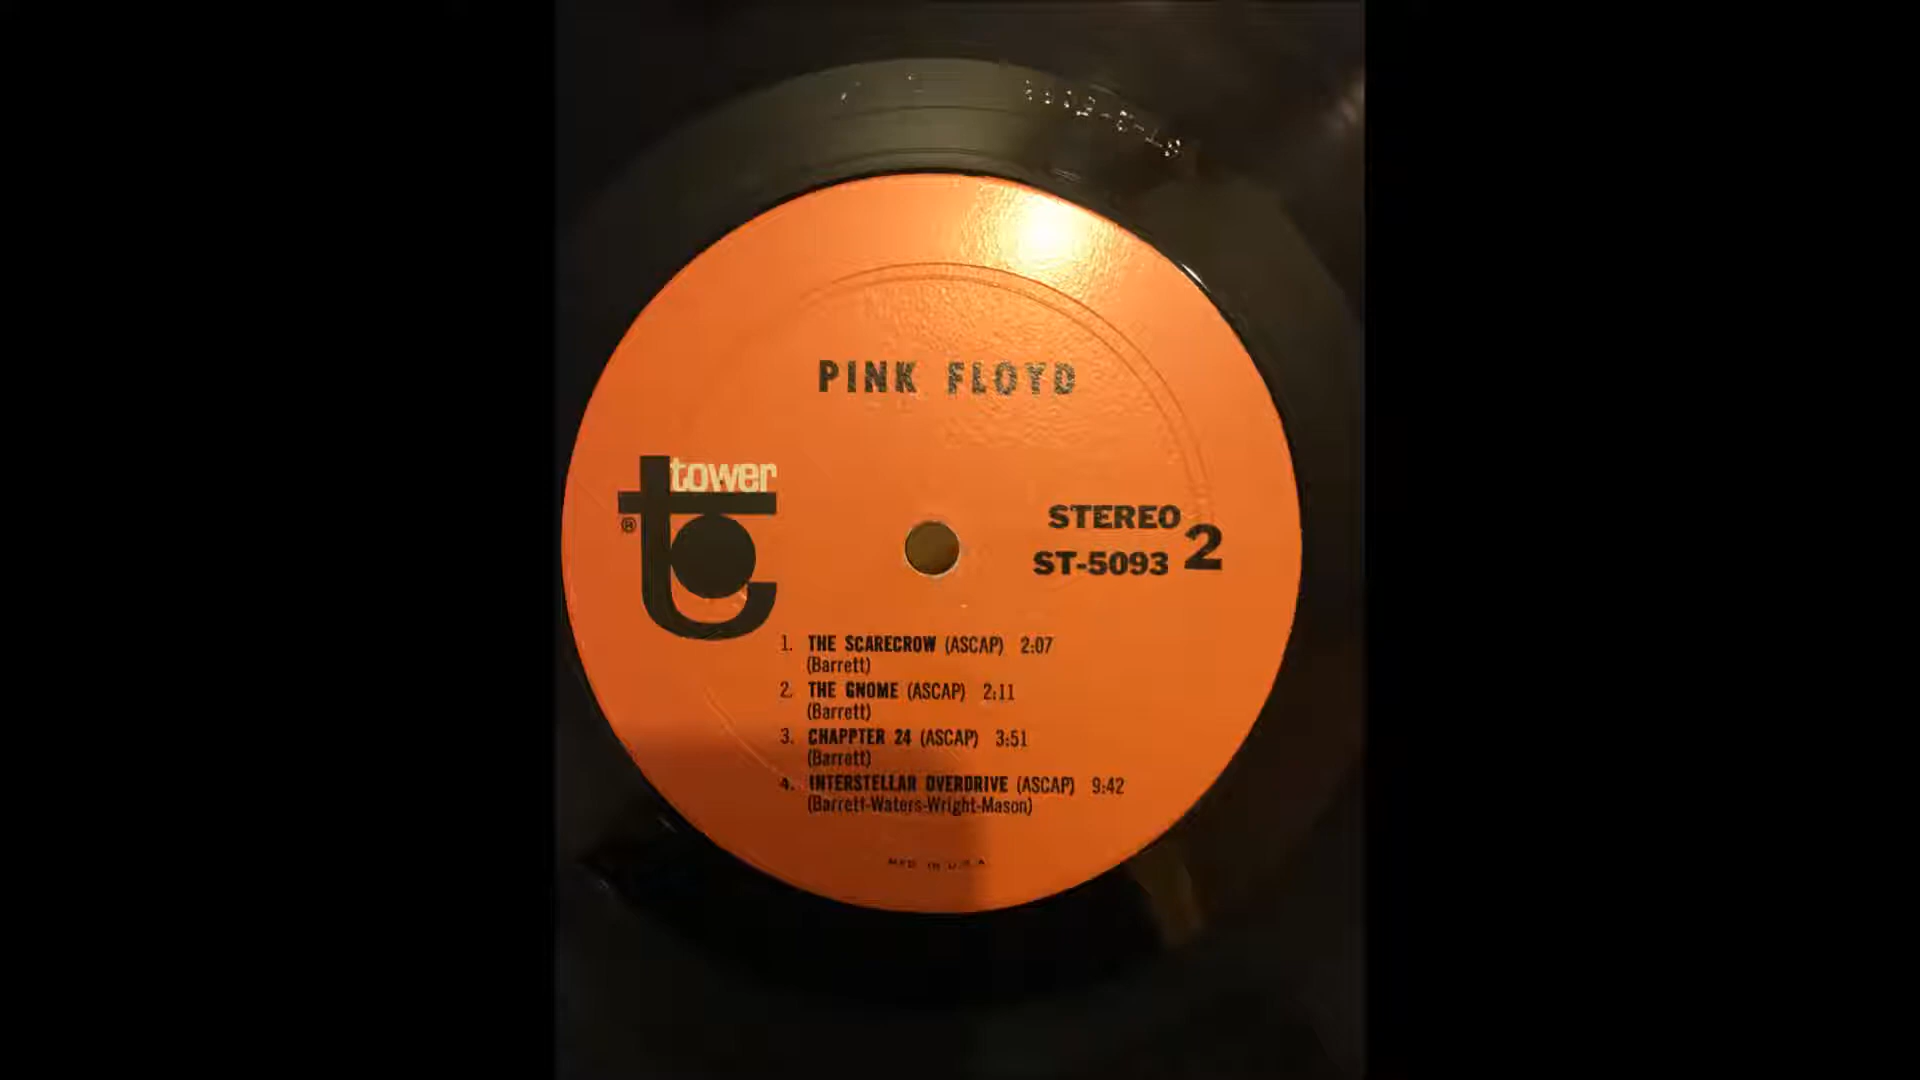 PINK FLOYD
tower
®
STEREO
ST-5093 2
1. THE SCARECROW (ASCAP) 2:07
(Barrett)
2. THE GNOME (ASCAP) 2:11
(Barrett)
3. CHAPPTER 24 (ASCAP) 3:51
(Barrett)
4. INTERSTELLAR OVERDRIVE (ASCAP) 9:42
(Barrett-Waters-Wright-Mason)
MFD. IN U.S.A.